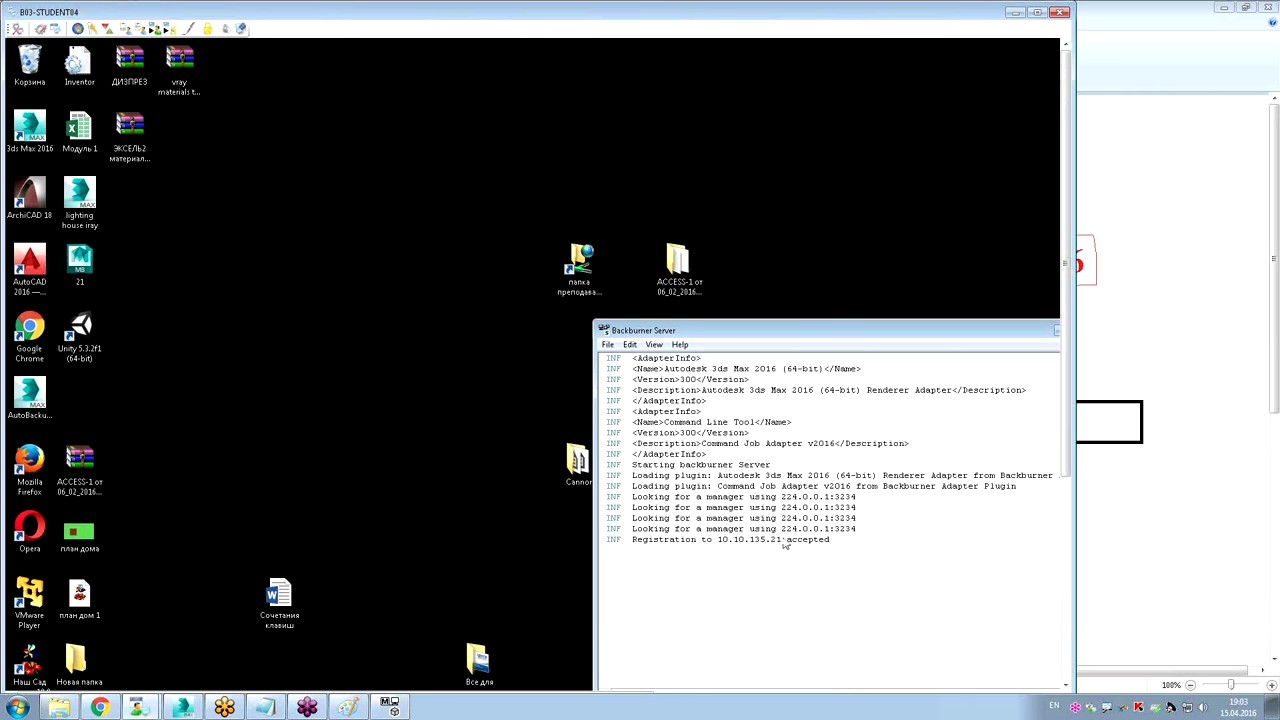 B03-STUDENT04
Корзина
Inventor
ДИЗПРЕЗ
vray
materials t...
3ds Max 2016
Модуль 1
ЭКСЕЛЬ2
материал...
ArchiCAD 18
lighting
house iray
папка
преподава...
ACCESS-1 от
06_02_2016...
AutoCAD
2016 —...
21
Google
Chrome
Unity 5.3.2f1
(64-bit)
AutoBacku...
Mozilla
Firefox
ACCESS-1 от
06_02_2016...
Cannor
Opera
план дома
VMware
Player
план дом 1
Сочетания
клавиш
Наш Сад
Новая папка
Все для
Backburner Server
File Edit View Help
INF <AdapterInfo>
INF <Name>Autodesk 3ds Max 2016 (64-bit)</Name>
INF <Version>300</Version>
INF <Description>Autodesk 3ds Max 2016 (64-bit) Renderer Adapter</Description>
INF </AdapterInfo>
INF <AdapterInfo>
INF <Name>Command Line Tool</Name>
INF <Version>300</Version>
INF <Description>Command Job Adapter v2016</Description>
INF </AdapterInfo>
INF Starting backburner Server
INF Loading plugin: Autodesk 3ds Max 2016 (64-bit) Renderer Adapter from Backburner
INF Loading plugin: Command Job Adapter v2016 from Backburner Adapter Plugin
INF Looking for a manager using 224.0.0.1:3234
INF Looking for a manager using 224.0.0.1:3234
INF Looking for a manager using 224.0.0.1:3234
INF Looking for a manager using 224.0.0.1:3234
INF Registration to 10.10.135.21 accepted
100%
EN
19:03
15.04.2016